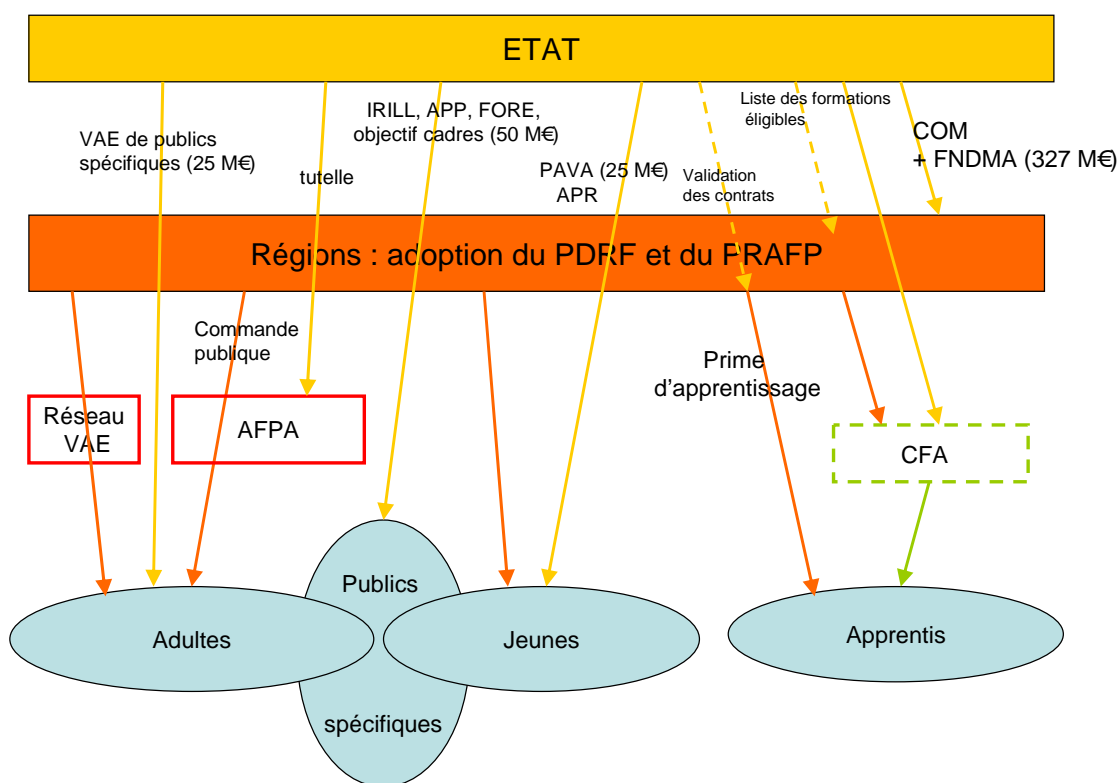 ETAT
VAE de publics
spécifiques (25 M€)
tutelle
IRILL, APP, FORE,
objectif cadres (50 M€)
PAVA (25 M€)
APR
Validation
des contrats
Liste des formations
éligibles
COM
+ FNDMA (327 M€)
Régions : adoption du PDRF et du PRAFP
Commande
publique
Prime
d'apprentissage
Réseau
VAE
AFPA
CFA
Publics
spécifiques
Adultes
Jeunes
Apprentis